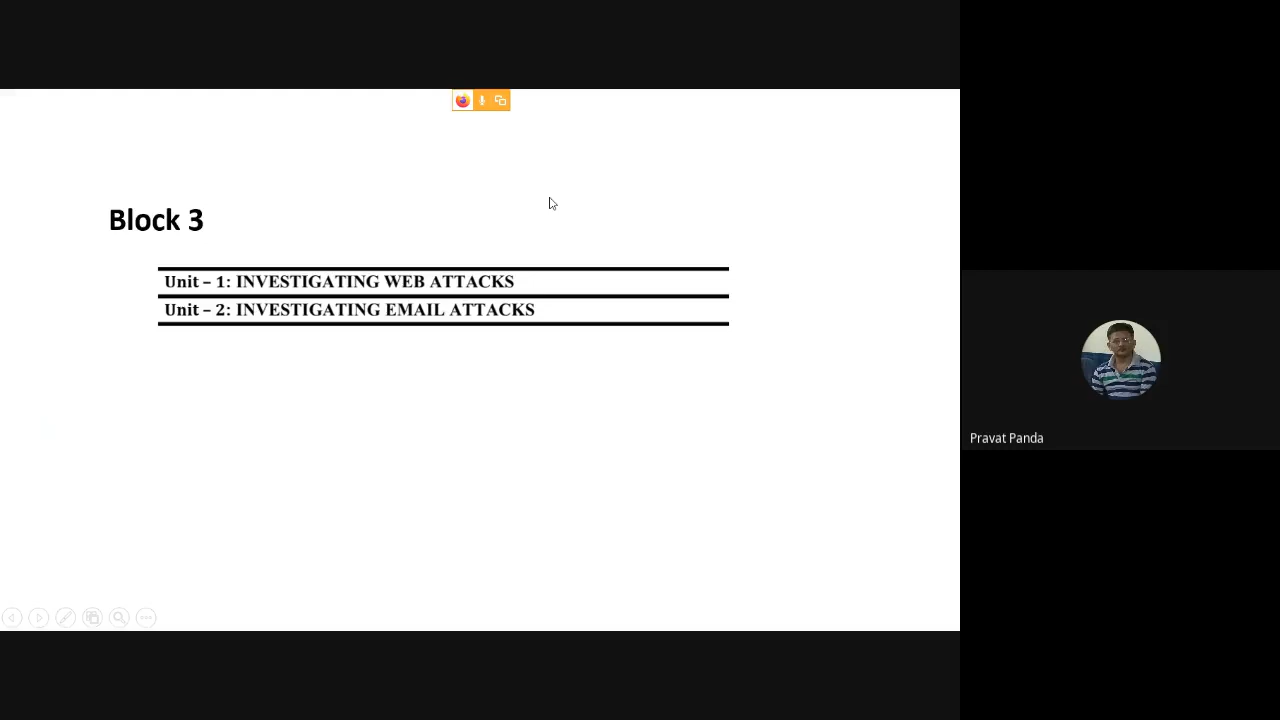 Block 3
Unit – 1: INVESTIGATING WEB ATTACKS
Unit – 2: INVESTIGATING EMAIL ATTACKS
Pravat Panda